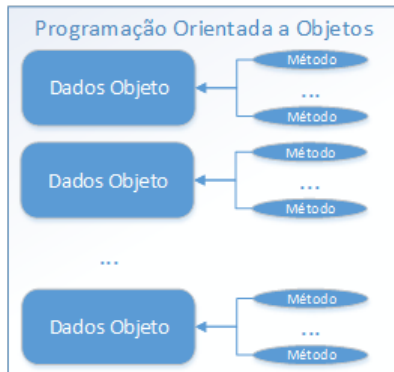 Programação Orientada a Objetos
Dados Objeto
Método
...
Método
Dados Objeto
Método
...
Método
...
Dados Objeto
Método
...
Método